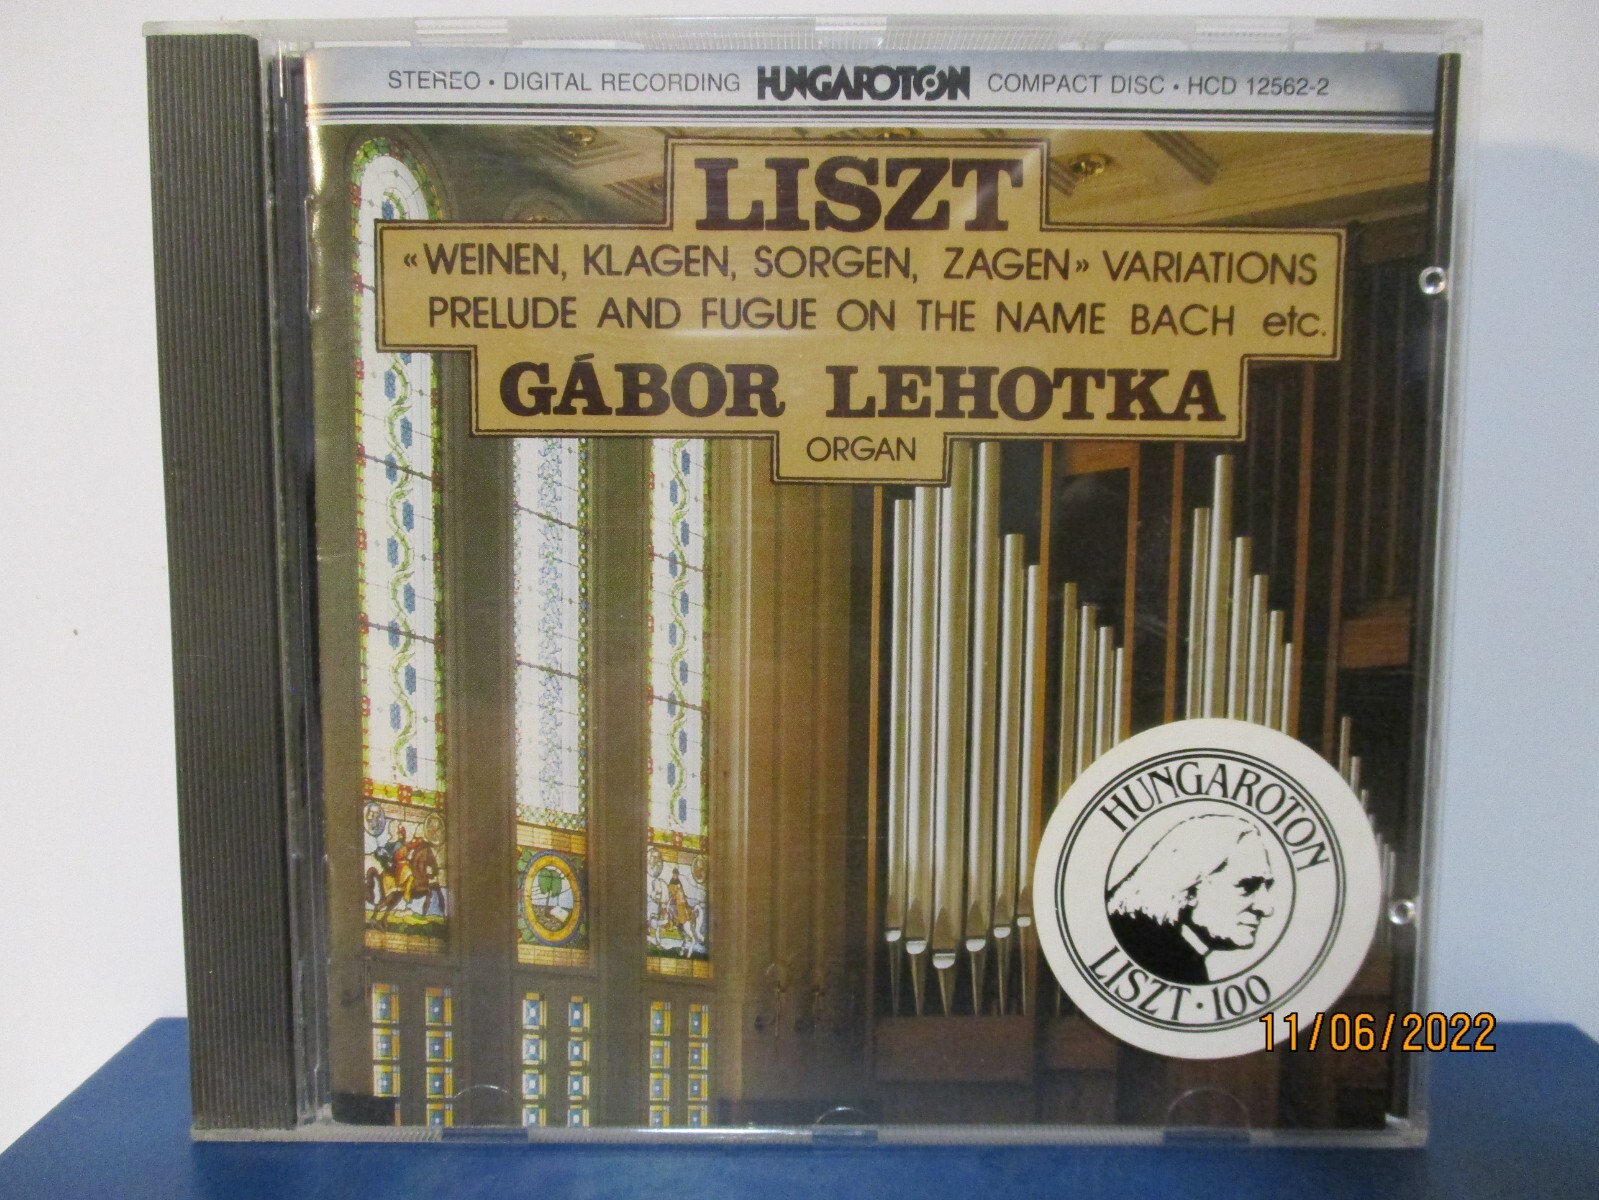 STEREO • DIGITAL RECORDING HUNGAROTON COMPACT DISC • HCD 12562-2
LISZT
«WEINEN, KLAGEN, SORGEN, ZAGEN» VARIATIONS
PRELUDE AND FUGUE ON THE NAME BACH etc.
GÁBOR LEHOTKA
ORGAN
HUNGAROTON
LISZT • 100
11/06/2022